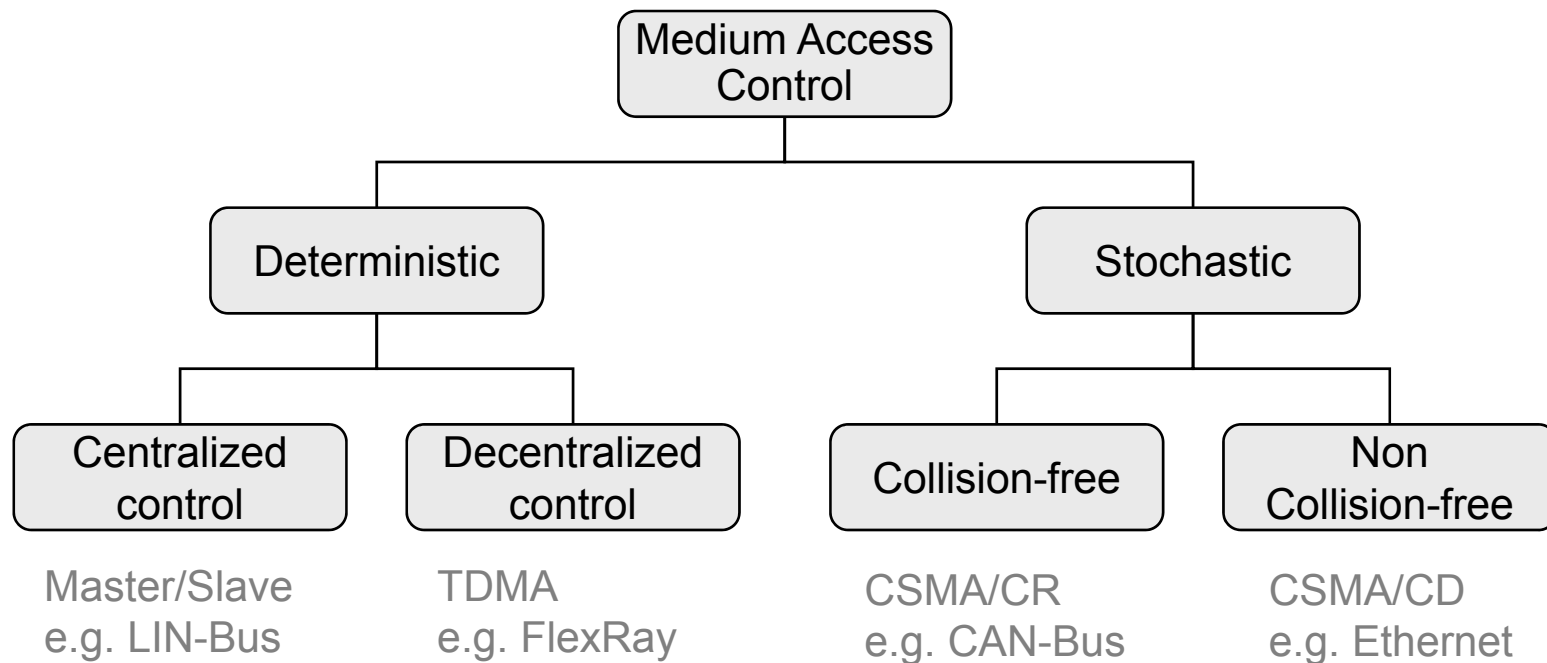 Medium Access
Control
Deterministic
Stochastic
Centralized
control
Decentralized
control
Collision-free
Non
Collision-free
Master/Slave
e.g. LIN-Bus
TDMA
e.g. FlexRay
CSMA/CR
e.g. CAN-Bus
CSMA/CD
e.g. Ethernet